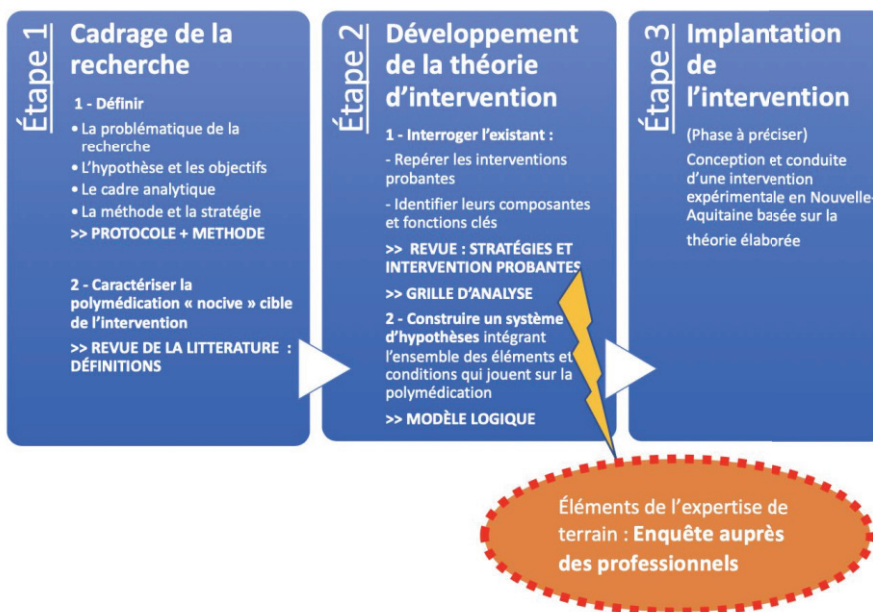 Étape 1
Cadrage de la
recherche
1 - Définir
• La problématique de la
recherche
• L'hypothèse et les objectifs
• Le cadre analytique
• La méthode et la stratégie
>> PROTOCOLE + METHODE
2 - Caractériser la
polymédication « nocive » cible
de l'intervention
>> REVUE DE LA LITTERATURE :
DÉFINITIONS
Étape 2
Développement
de la théorie
d'intervention
1 - Interroger l'existant :
- Repérer les interventions
probantes
- Identifier leurs composantes
et fonctions clés
>> REVUE : STRATÉGIES ET
INTERVENTION PROBANTES
>> GRILLE D'ANALYSE
2 - Construire un système
d'hypothèses intégrant
l'ensemble des éléments et
conditions qui jouent sur la
polymédication
>> MODÈLE LOGIQUE
Étape 3
Implantation
de
l'intervention
(Phase à préciser)
Conception et conduite
d'une intervention
expérimentale en Nouvelle-
Aquitaine basée sur la
théorie élaborée
Éléments de l'expertise de
terrain : Enquête auprès
des professionnels